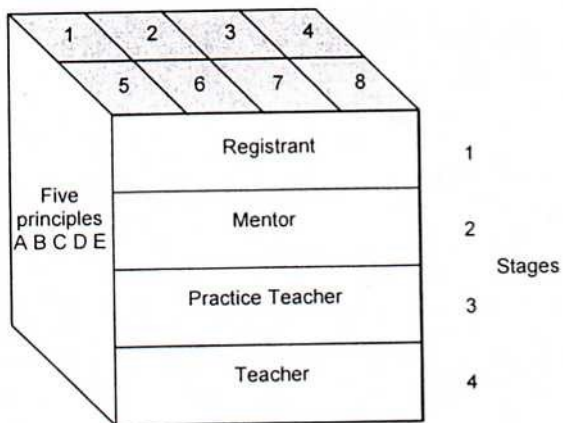 1 2 3 4
5 6 7 8
Registrant 1
Five
principles
A B C D E
Mentor 2
Stages
Practice Teacher 3
Teacher 4